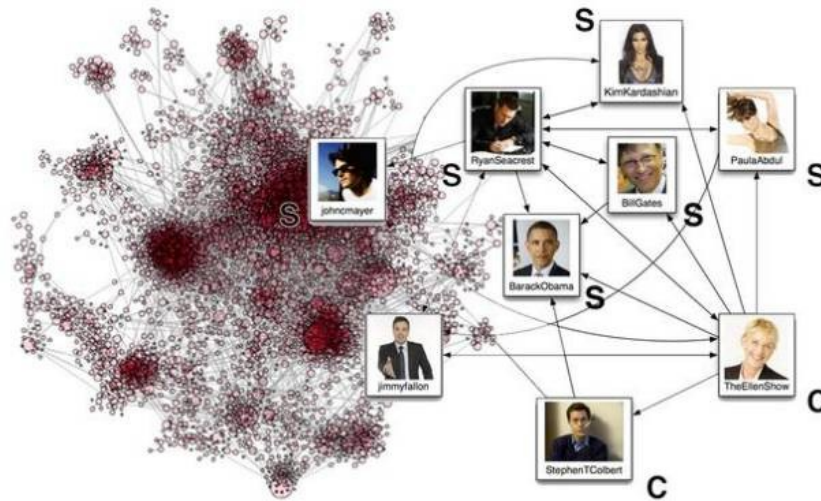 S
KimKardashian
RyanSeacrest
S
PaulaAbdul
S
BillGates
S
johncmayer
S
BarackObama
S
jimmyfallon
TheEllenShow
C
StephenTColbert
C